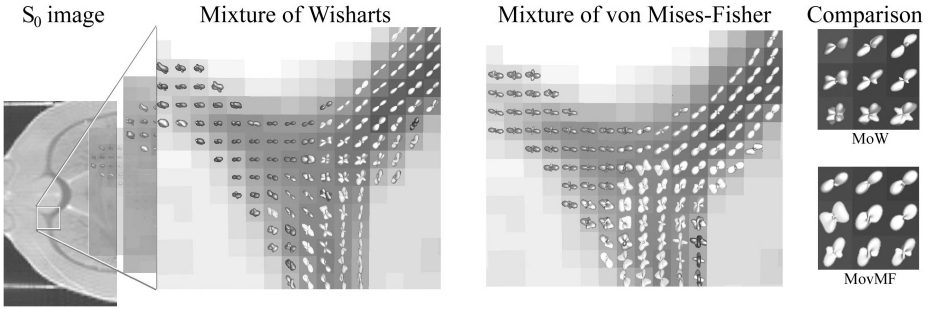 S₀ image
Mixture of Wisharts
Mixture of von Mises-Fisher
Comparison
MoW
MovMF